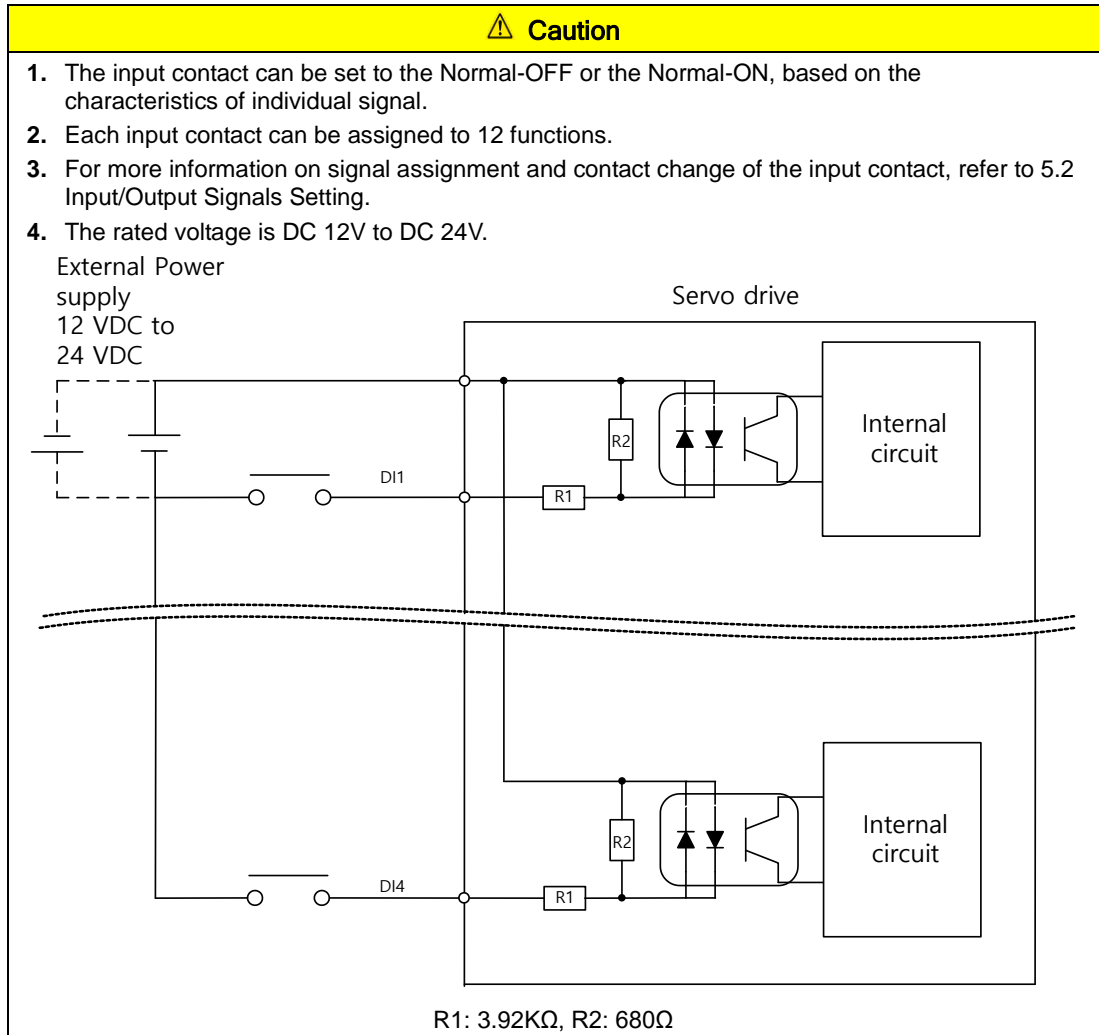 ⚠ Caution
1. The input contact can be set to the Normal-OFF or the Normal-ON, based on the
characteristics of individual signal.
2. Each input contact can be assigned to 12 functions.
3. For more information on signal assignment and contact change of the input contact, refer to 5.2
Input/Output Signals Setting.
4. The rated voltage is DC 12V to DC 24V.
External Power
supply
12 VDC to
24 VDC
Servo drive
R2
Internal
circuit
DI1
R1
R2
Internal
circuit
DI4
R1
R1: 3.92KΩ, R2: 680Ω